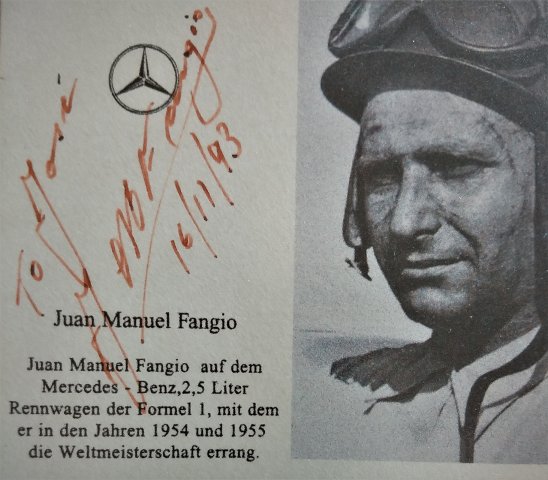 To José
Fangio
16/11/93
Juan Manuel Fangio
Juan Manuel Fangio auf dem
Mercedes - Benz,2,5 Liter
Rennwagen der Formel 1, mit dem
er in den Jahren 1954 und 1955
die Weltmeisterschaft errang.